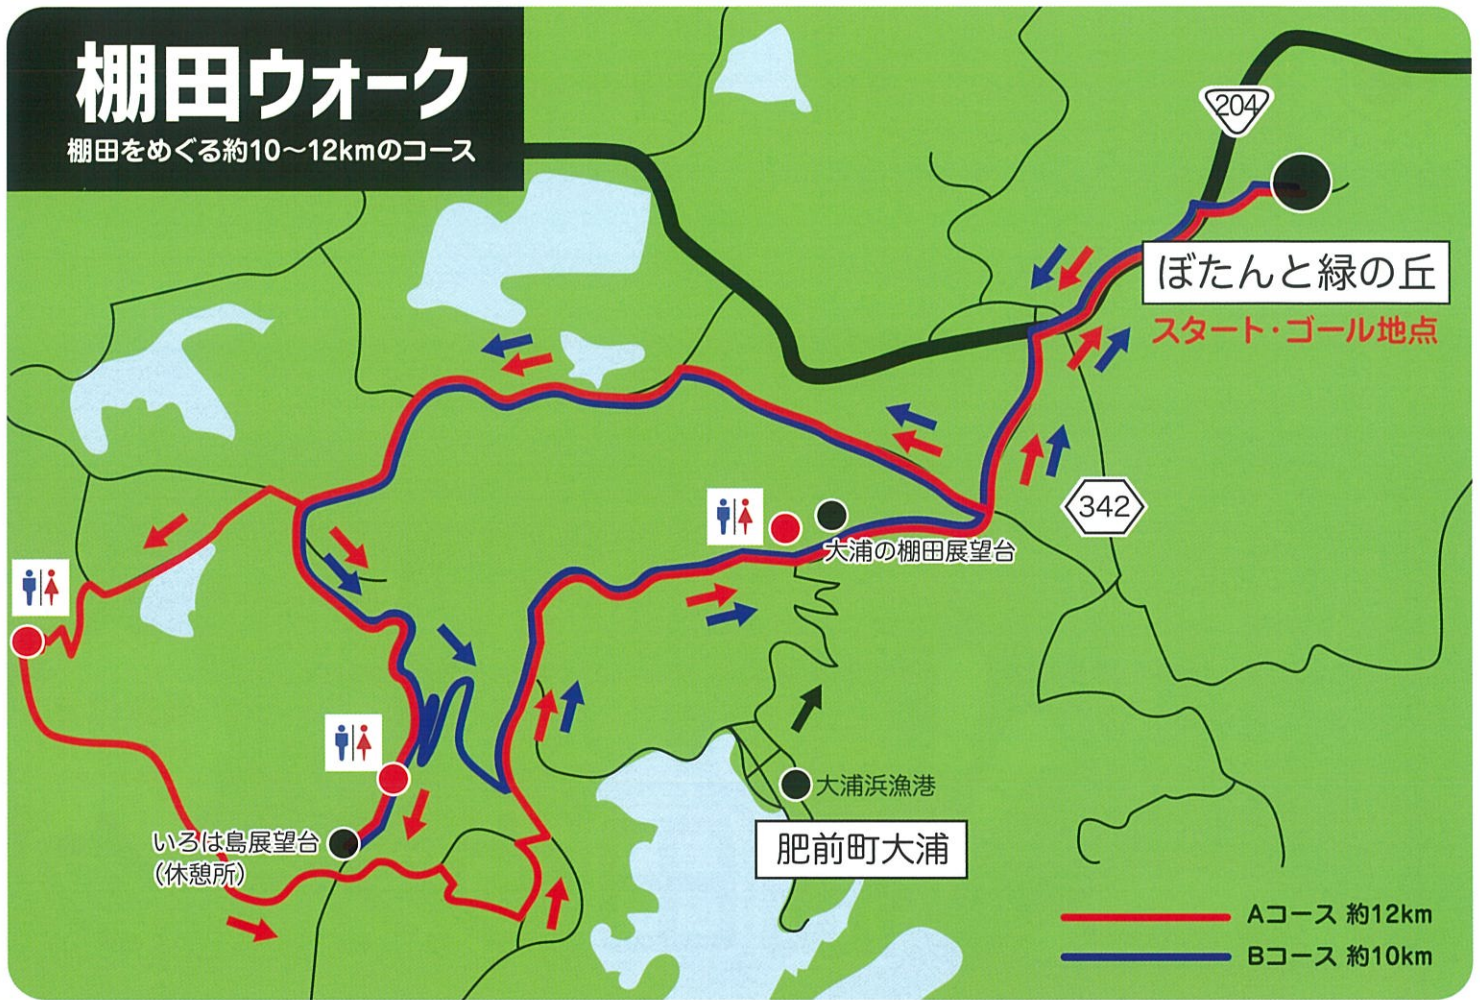 棚田ウォーク
棚田をめぐる約10〜12kmのコース
204
ぼたんと緑の丘
スタート・ゴール地点
342
大浦の棚田展望台
大浦浜漁港
肥前町大浦
いろは島展望台
（休憩所）
Aコース 約12km
Bコース 約10km